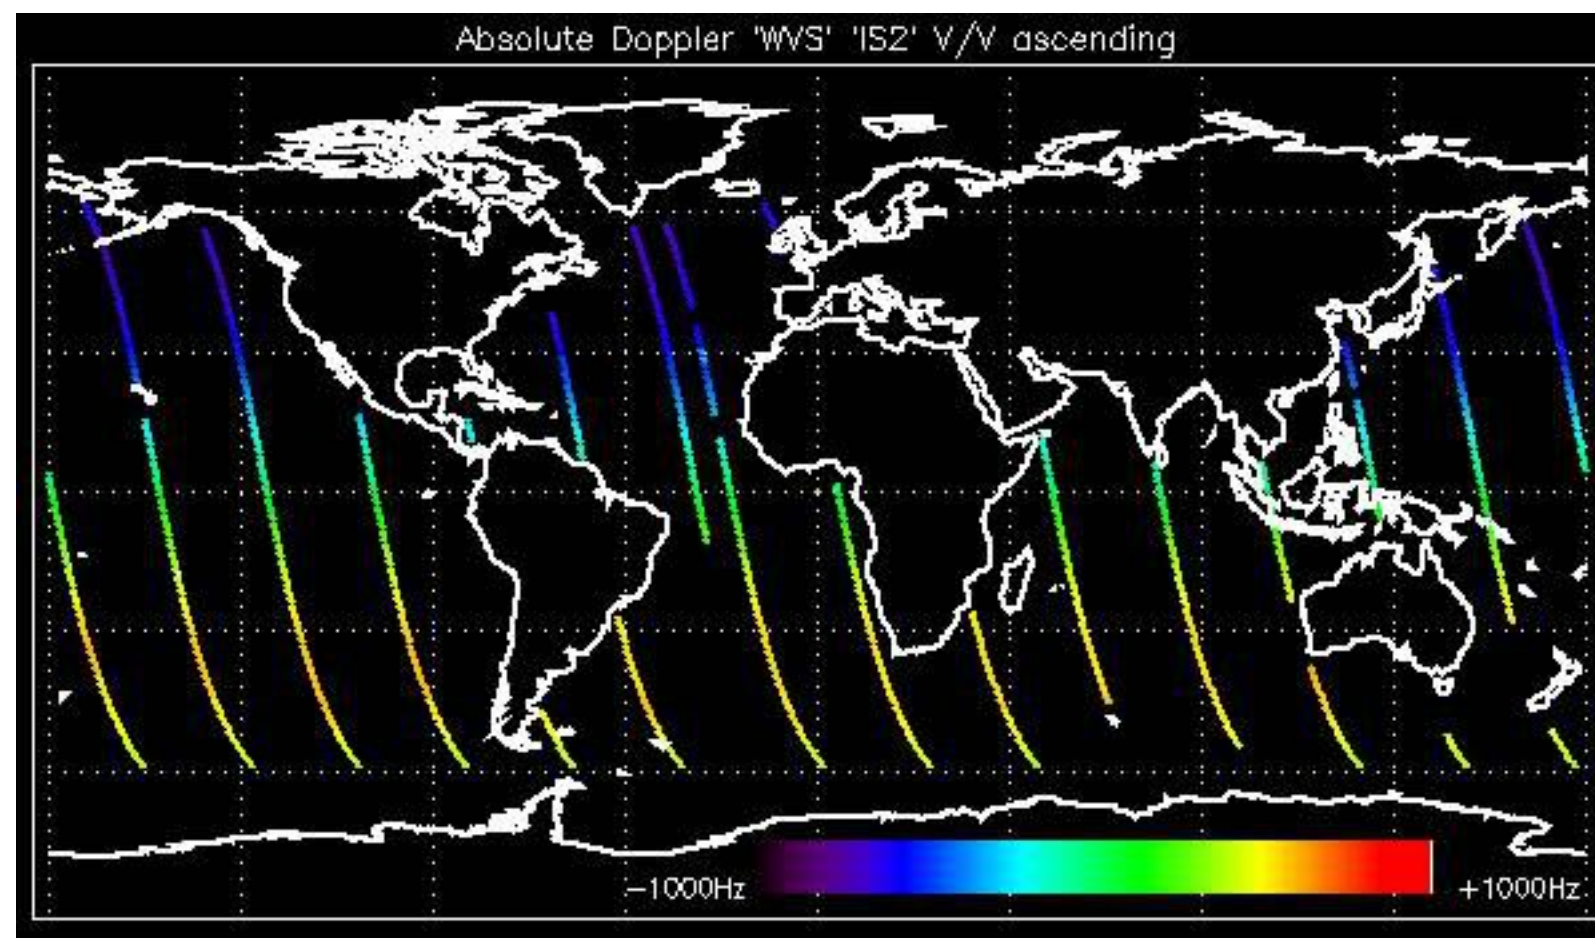 Absolute Doppler 'WVS' 'IS2' V/V ascending
−1000Hz +1000Hz